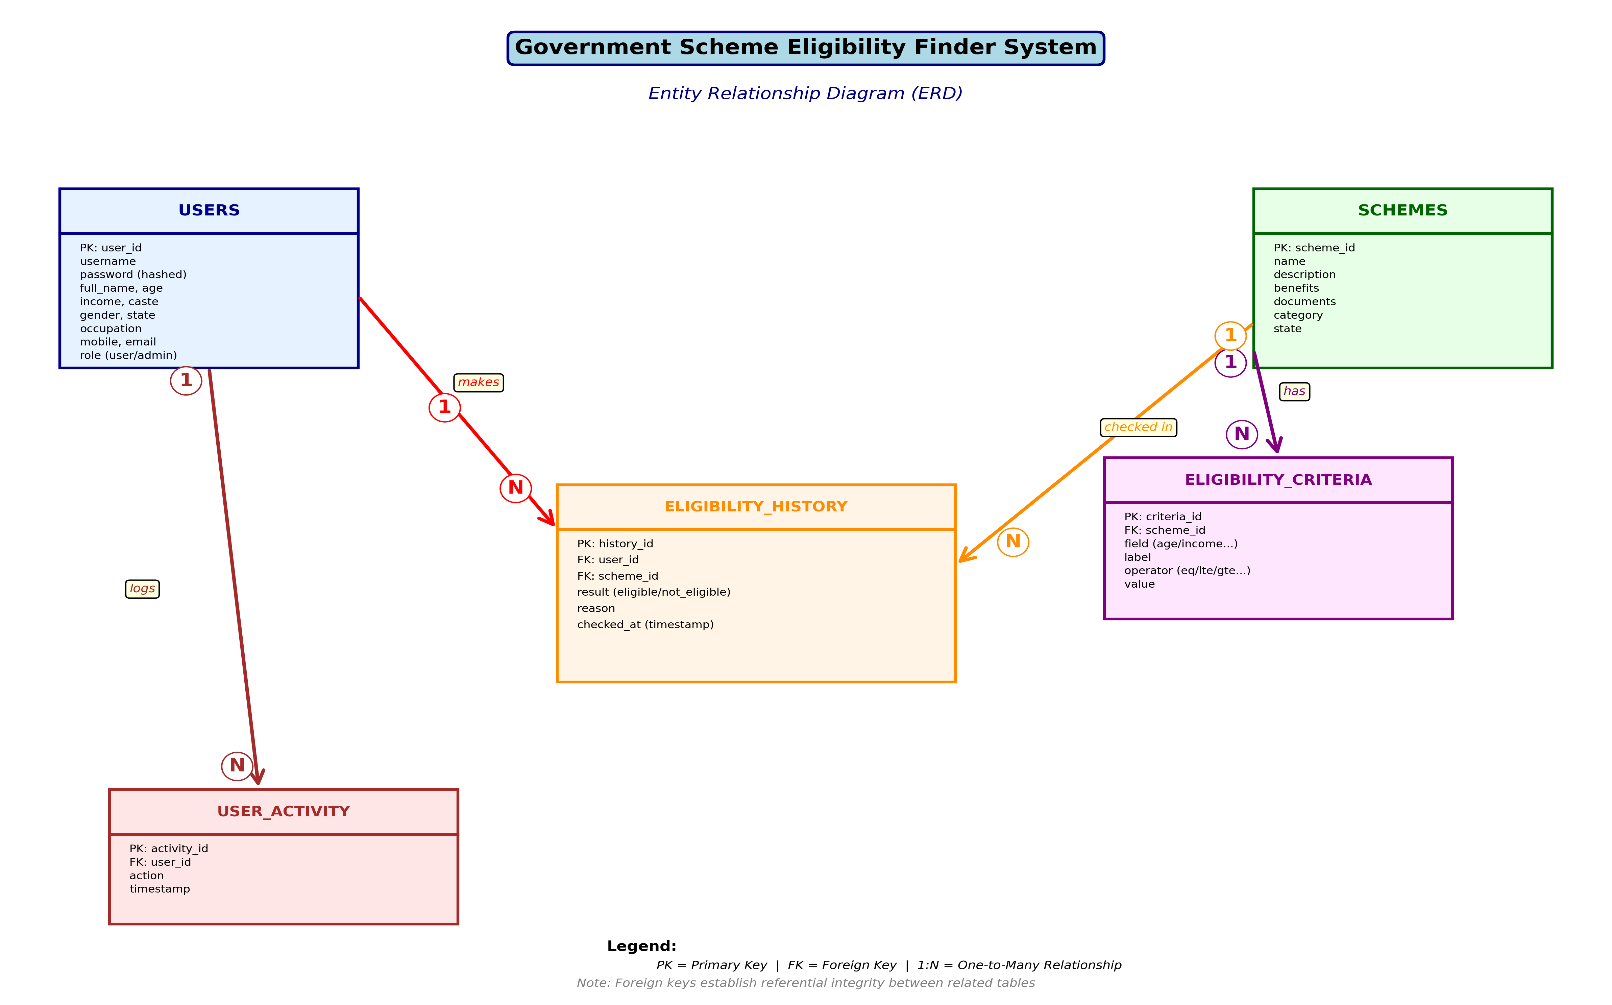 Government Scheme Eligibility Finder System
Entity Relationship Diagram (ERD)
USERS
PK: user_id
username
password (hashed)
full_name, age
income, caste
gender, state
occupation
mobile, email
role (user/admin)
SCHEMES
PK: scheme_id
name
description
benefits
documents
category
state
1
makes
1
N
1
1
checked in
has
N
N
ELIGIBILITY_HISTORY
PK: history_id
FK: user_id
FK: scheme_id
result (eligible/not_eligible)
reason
checked_at (timestamp)
ELIGIBILITY_CRITERIA
PK: criteria_id
FK: scheme_id
field (age/income...)
label
operator (eq/lte/gte...)
value
logs
N
USER_ACTIVITY
PK: activity_id
FK: user_id
action
timestamp
Legend:
PK = Primary Key | FK = Foreign Key | 1:N = One-to-Many Relationship
Note: Foreign keys establish referential integrity between related tables